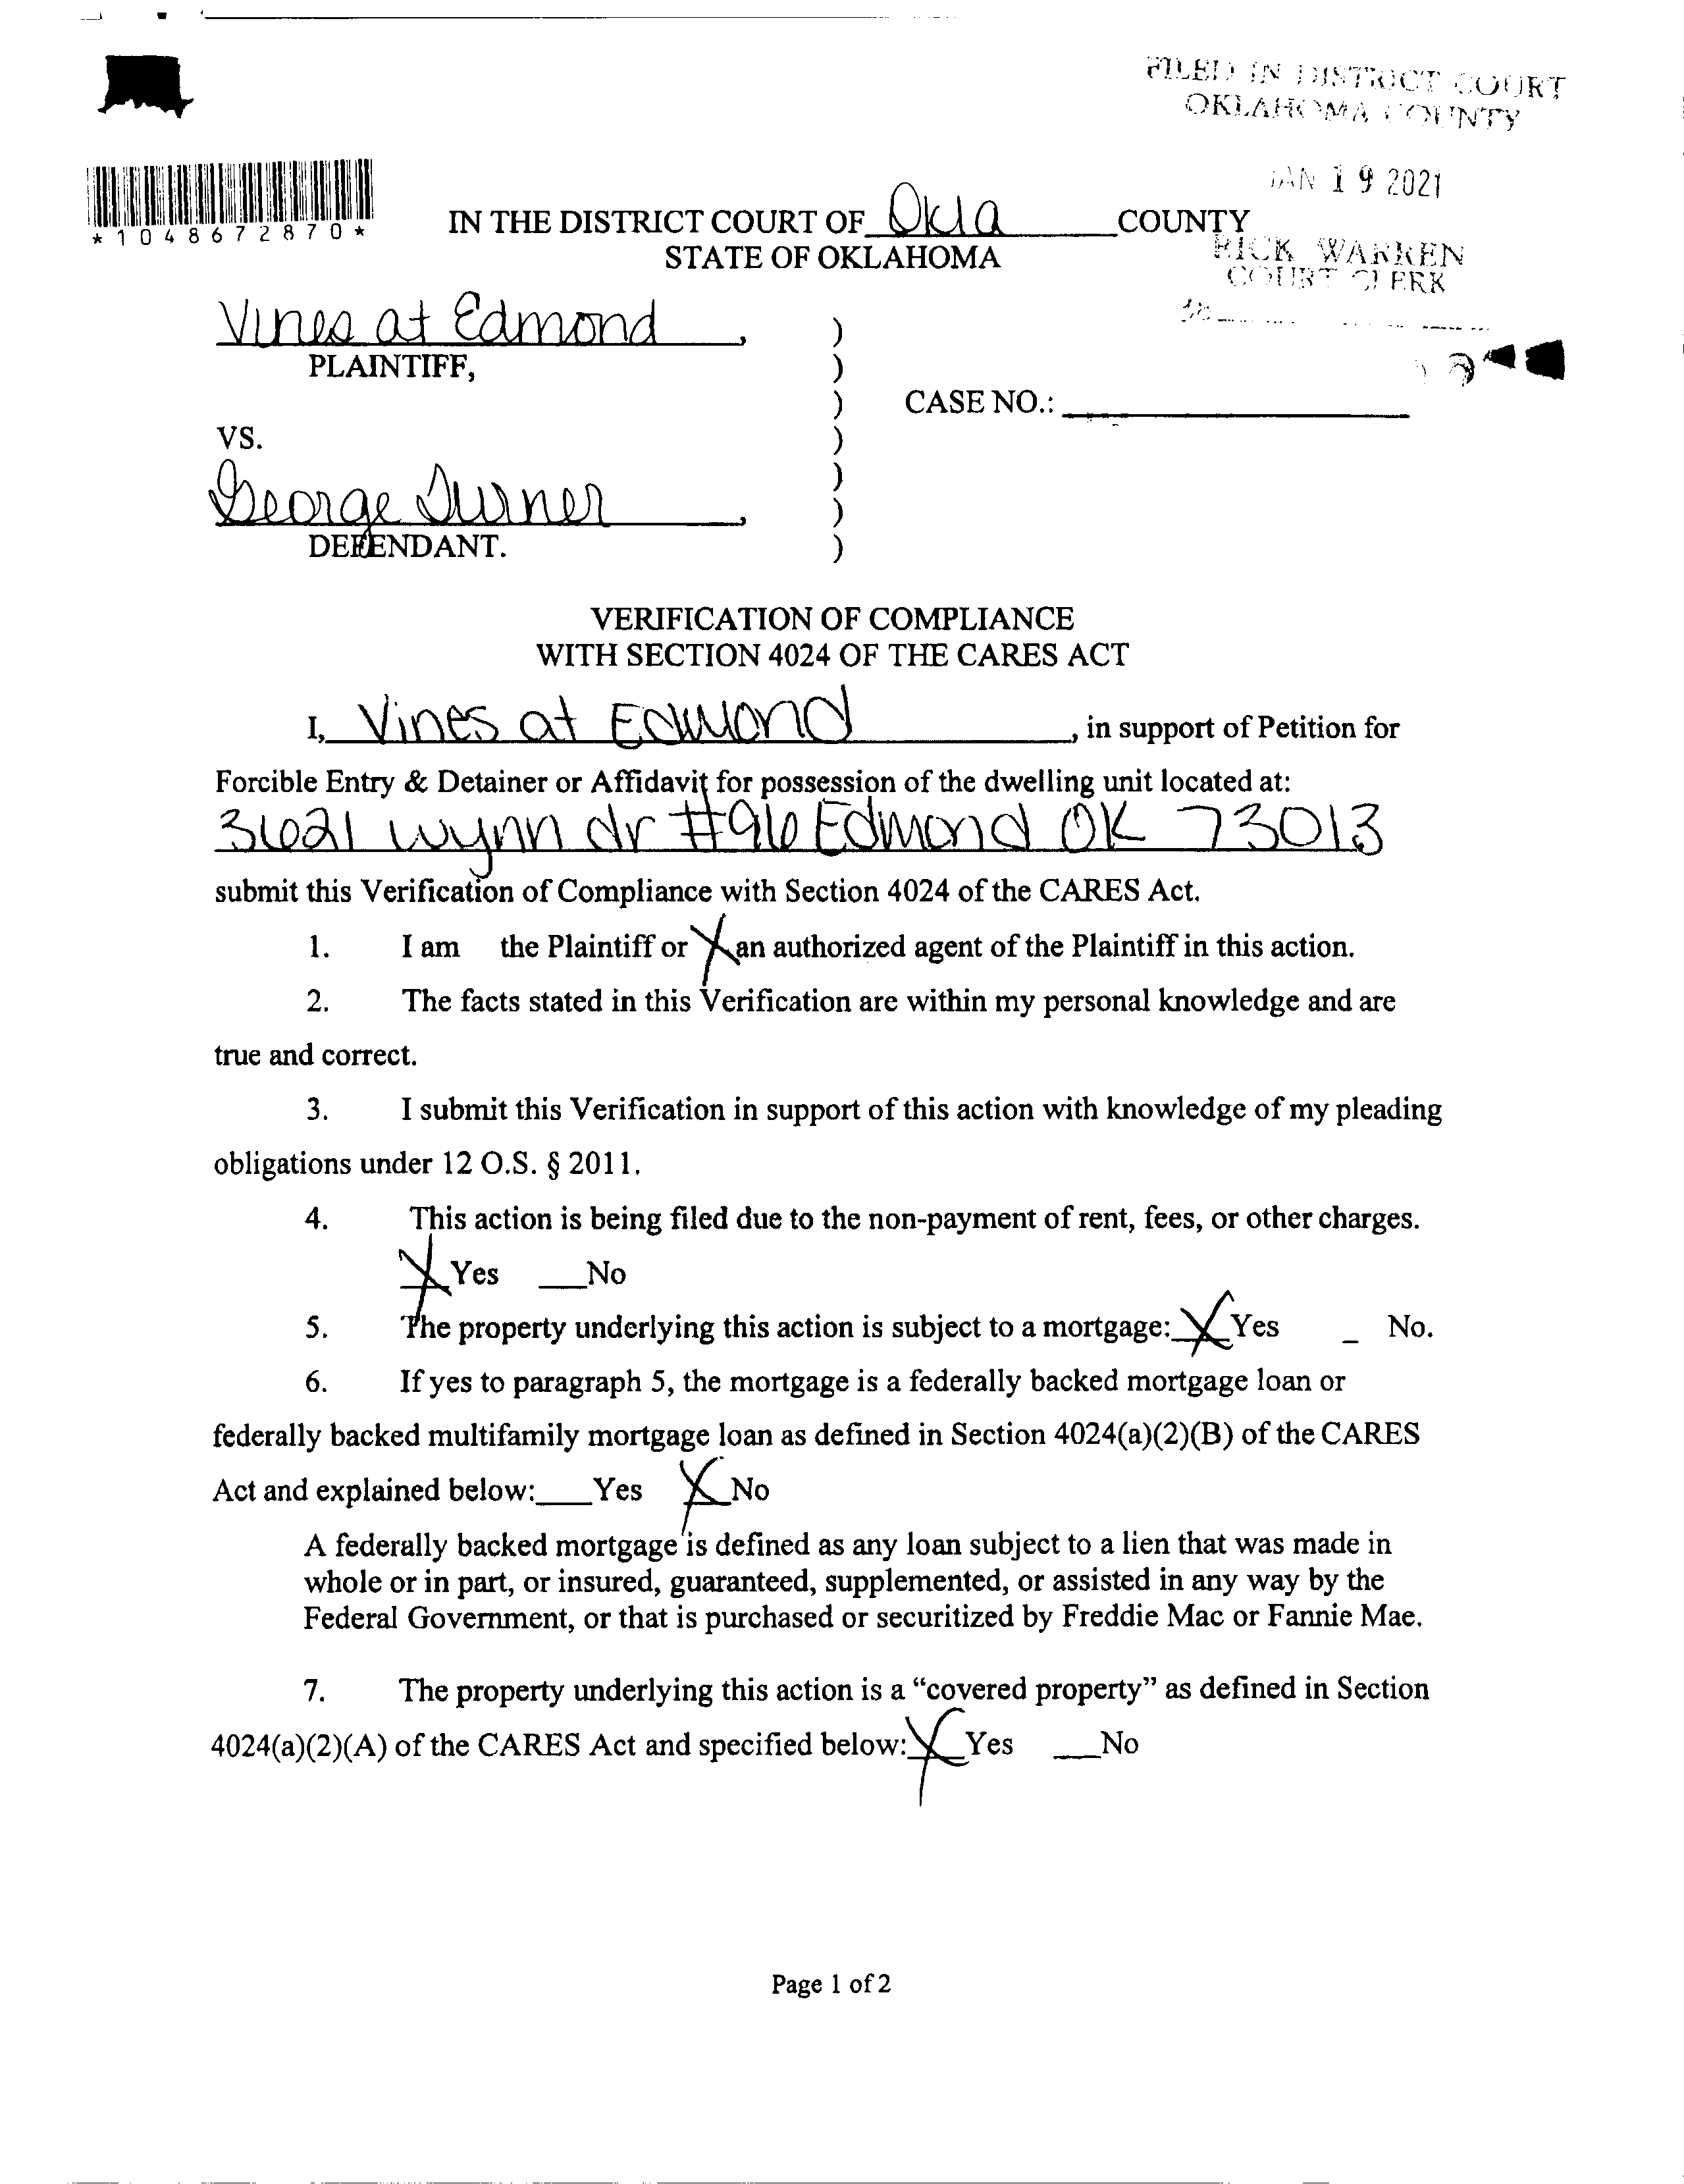 FILED IN DISTRICT COURT
OKLAHOMA COUNTY
JAN 19 2021
*1048672870*
IN THE DISTRICT COURT OF Okla COUNTY
STATE OF OKLAHOMA
RICK WARREN
COURT CLERK
Vines at Edmond,
PLAINTIFF,
CASE NO.:
VS.
George Turner,
DEFENDANT.
)
)
)
)
)
)
)
VERIFICATION OF COMPLIANCE
WITH SECTION 4024 OF THE CARES ACT
I, Vines at Edmond, in support of Petition for
Forcible Entry & Detainer or Affidavit for possession of the dwelling unit located at:
3621 wynn dr #96 Edmond OK 73013
submit this Verification of Compliance with Section 4024 of the CARES Act.
1. I am the Plaintiff or X an authorized agent of the Plaintiff in this action.
2. The facts stated in this Verification are within my personal knowledge and are
true and correct.
3. I submit this Verification in support of this action with knowledge of my pleading
obligations under 12 O.S. § 2011.
4. This action is being filed due to the non-payment of rent, fees, or other charges.
X Yes ___No
5. The property underlying this action is subject to a mortgage: X Yes _ No.
6. If yes to paragraph 5, the mortgage is a federally backed mortgage loan or
federally backed multifamily mortgage loan as defined in Section 4024(a)(2)(B) of the CARES
Act and explained below:___Yes X No
A federally backed mortgage is defined as any loan subject to a lien that was made in
whole or in part, or insured, guaranteed, supplemented, or assisted in any way by the
Federal Government, or that is purchased or securitized by Freddie Mac or Fannie Mae.
7. The property underlying this action is a “covered property” as defined in Section
4024(a)(2)(A) of the CARES Act and specified below: X Yes ___No
Page 1 of 2